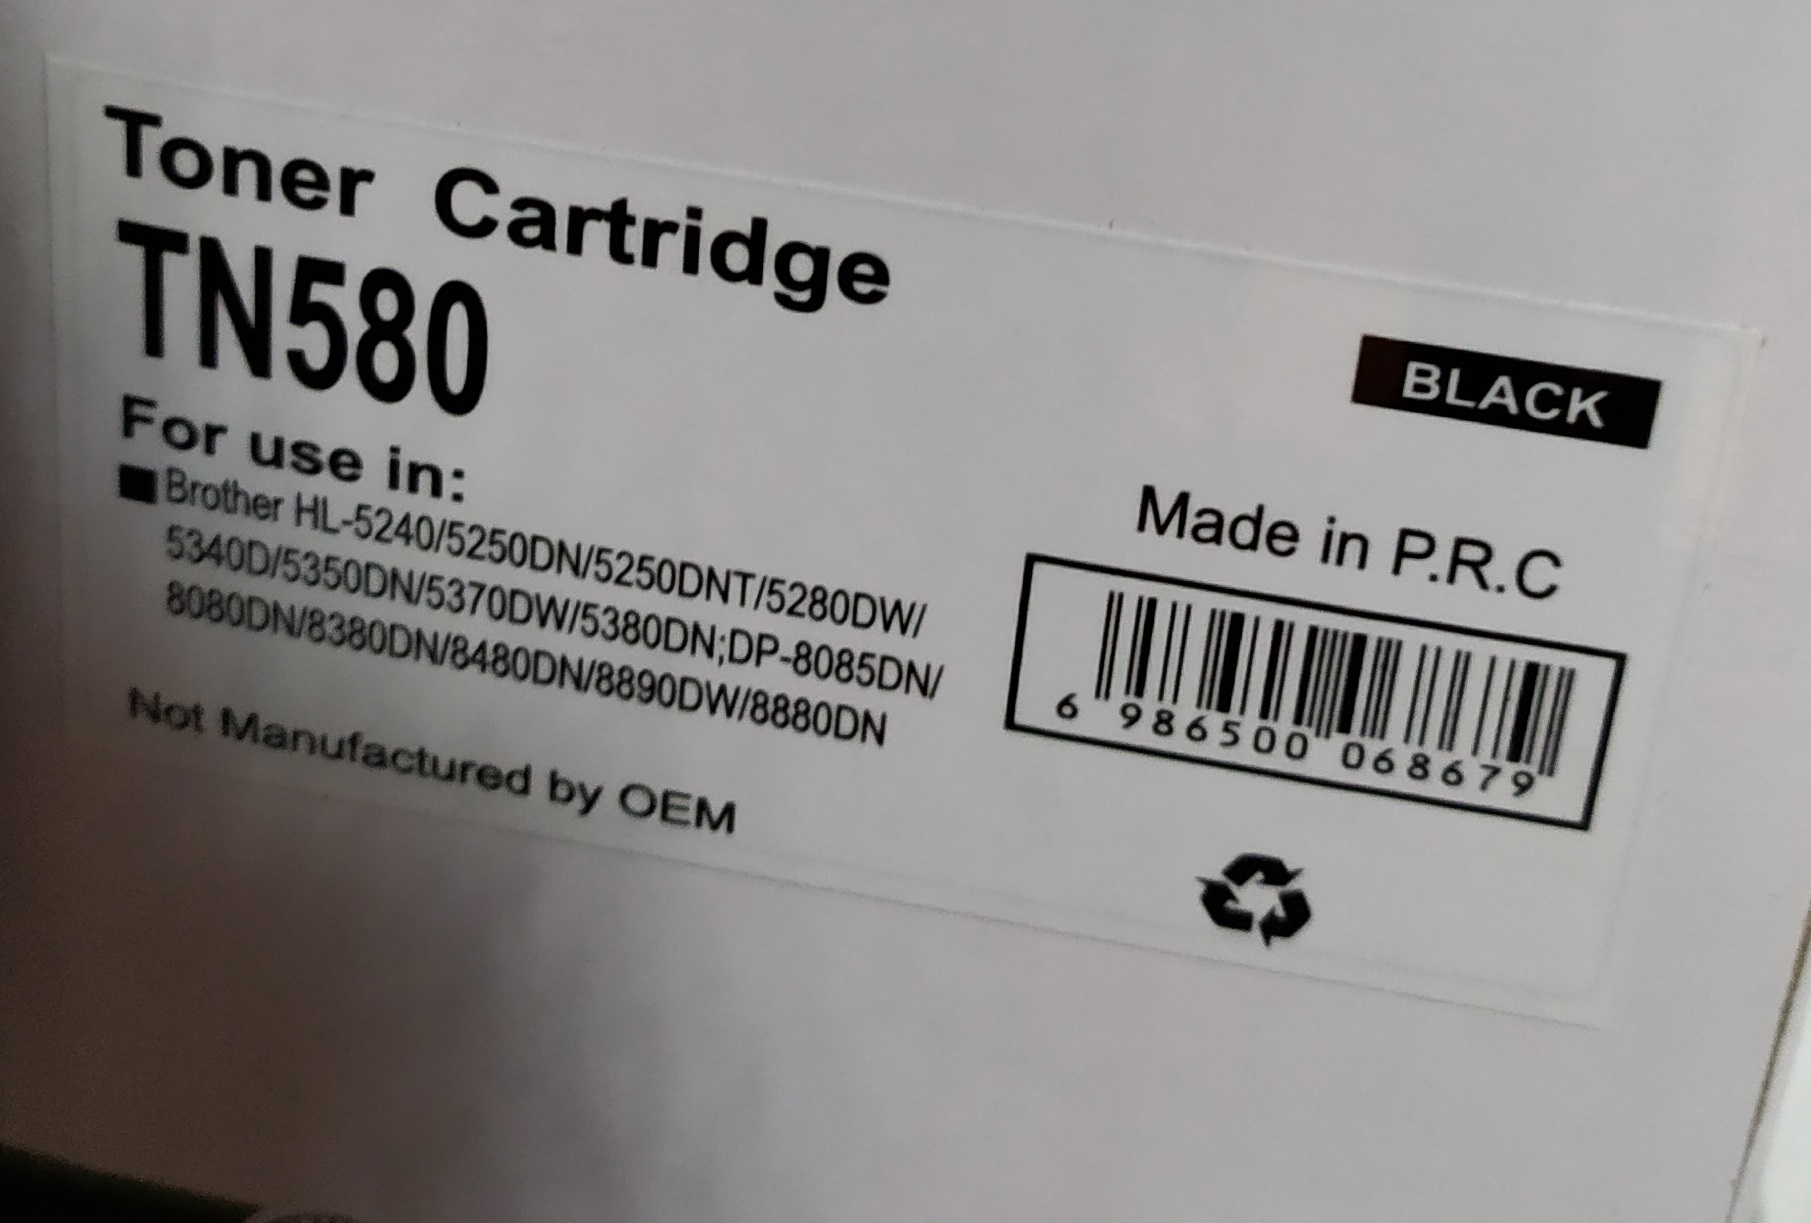 Toner Cartridge
TN580
For use in:
Brother HL-5240/5250DN/5250DNT/5280DW/
5340D/5350DN/5370DW/5380DN;DP-8085DN/
8080DN/8380DN/8480DN/8890DW/8880DN
Not Manufactured by OEM
BLACK
Made in P.R.C
6 986500 068679